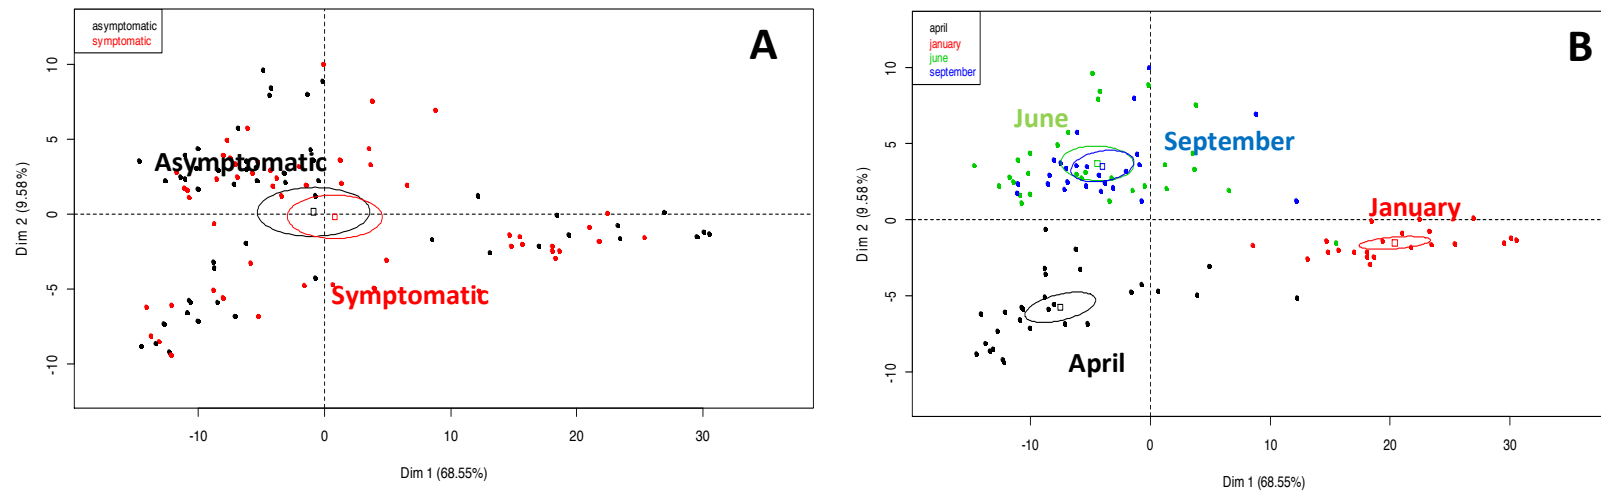 asymptomatic
symptomatic
A
Asymptomatic
Symptomatic
10
5
0
-5
-10
Dim 2 (9.58%)
-10
0
10
20
30
Dim 1 (68.55%)
april
january
june
september
B
June
September
January
April
10
5
0
-5
-10
Dim 2 (9.58%)
-10
0
10
20
30
Dim 1 (68.55%)